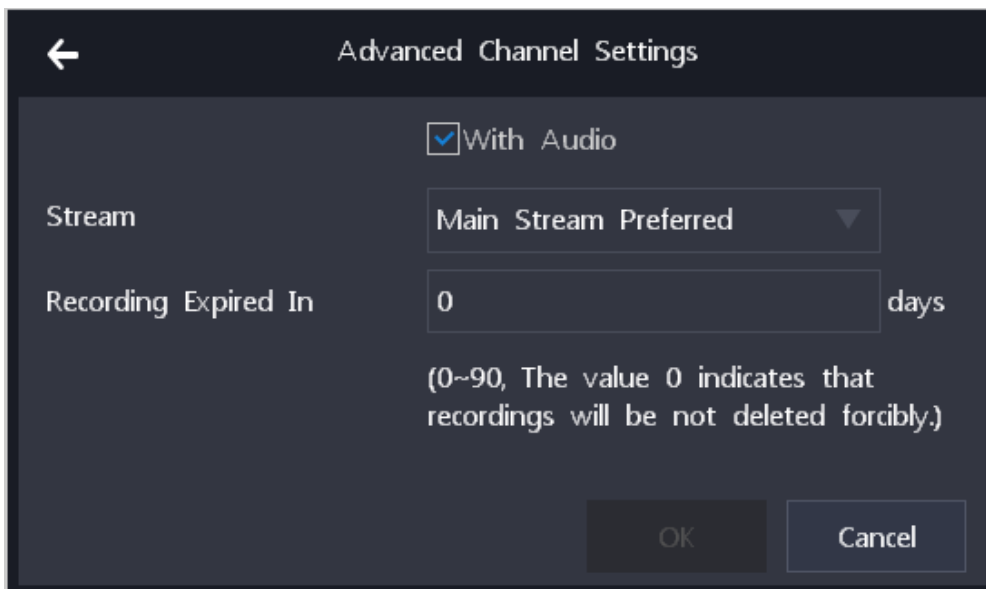 Advanced Channel Settings
With Audio
Stream
Main Stream Preferred
Recording Expired In
0
days
(0~90, The value 0 indicates that
recordings will be not deleted forcibly.)
OK
Cancel